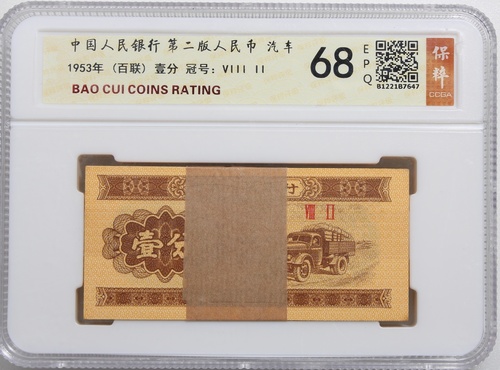 中国人民银行 第二版人民币 汽车
1953年（百联）壹分 冠号：VIII II
BAO CUI COINS RATING
68
EPQ
B1221B7647
保粹
CCGA
VIII II
壹分